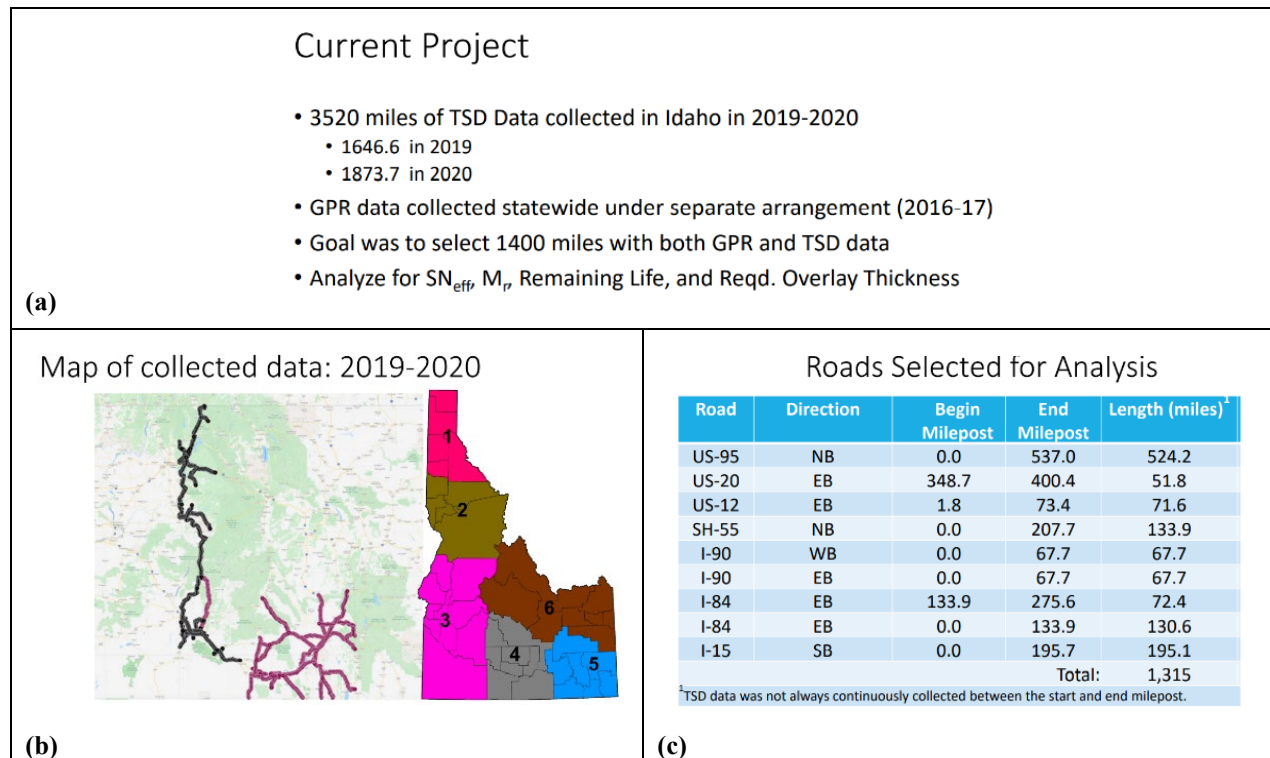 Current Project
• 3520 miles of TSD Data collected in Idaho in 2019-2020
• 1646.6 in 2019
• 1873.7 in 2020
• GPR data collected statewide under separate arrangement (2016-17)
• Goal was to select 1400 miles with both GPR and TSD data
• Analyze for SNeff, Mr, Remaining Life, and Reqd. Overlay Thickness
(a)
Map of collected data: 2019-2020
1
2
3
4
5
6
(b)
Roads Selected for Analysis
Road Direction Begin Milepost End Milepost Length (miles)1
US-95 NB 0.0 537.0 524.2
US-20 EB 348.7 400.4 51.8
US-12 EB 1.8 73.4 71.6
SH-55 NB 0.0 207.7 133.9
I-90 WB 0.0 67.7 67.7
I-90 EB 0.0 67.7 67.7
I-84 EB 133.9 275.6 72.4
I-84 EB 0.0 133.9 130.6
I-15 SB 0.0 195.7 195.1
Total: 1,315
1TSD data was not always continuously collected between the start and end milepost.
(c)